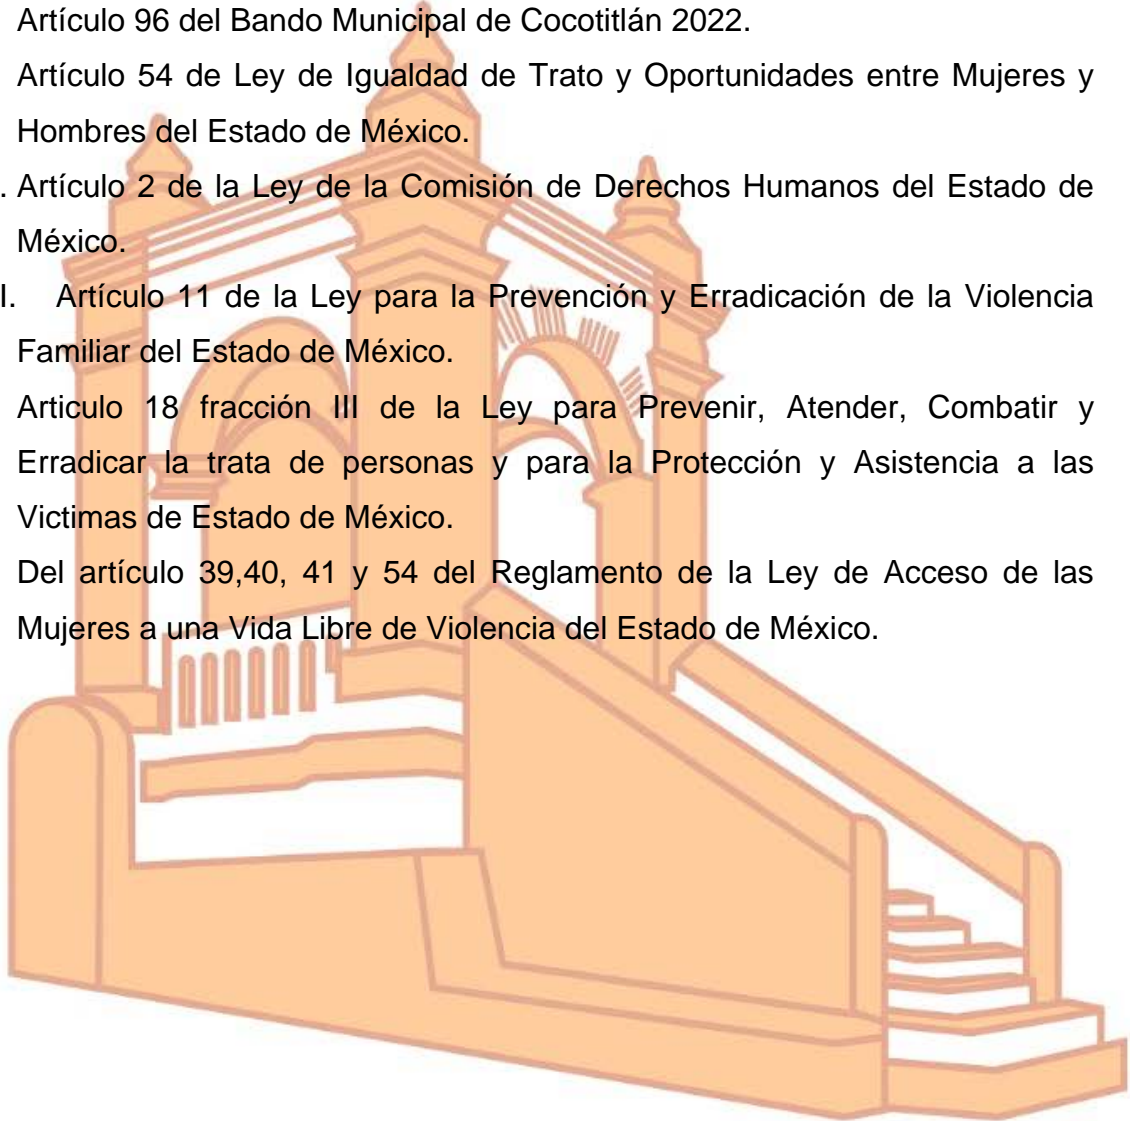 Artículo 96 del Bando Municipal de Cocotitlán 2022.
Artículo 54 de Ley de Igualdad de Trato y Oportunidades entre Mujeres y
Hombres del Estado de México.
. Artículo 2 de la Ley de la Comisión de Derechos Humanos del Estado de
México.
I. Artículo 11 de la Ley para la Prevención y Erradicación de la Violencia
Familiar del Estado de México.
Articulo 18 fracción III de la Ley para Prevenir, Atender, Combatir y
Erradicar la trata de personas y para la Protección y Asistencia a las
Victimas de Estado de México.
Del artículo 39,40, 41 y 54 del Reglamento de la Ley de Acceso de las
Mujeres a una Vida Libre de Violencia del Estado de México.